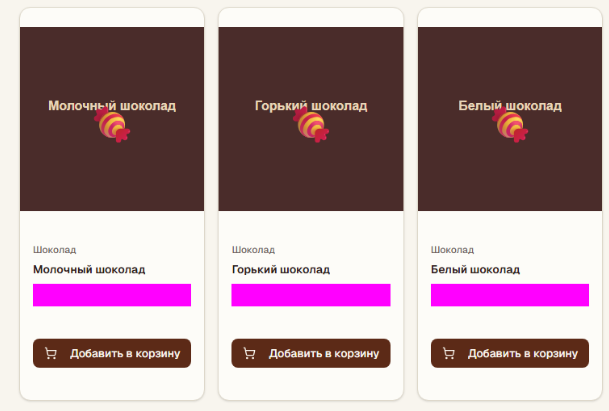 Молочный шоколад
Горький шоколад
Белый шоколад
Шоколад
Молочный шоколад
Добавить в корзину
Шоколад
Горький шоколад
Добавить в корзину
Шоколад
Белый шоколад
Добавить в корзину